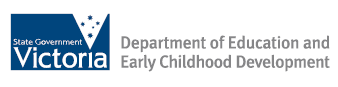 State Government
Victoria
Department of Education and
Early Childhood Development